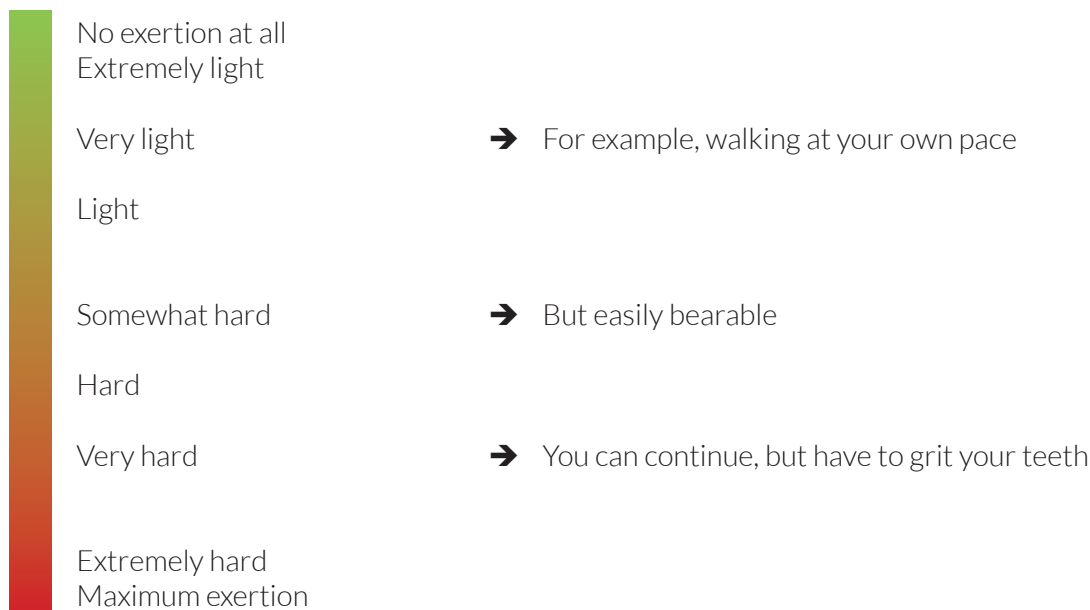 No exertion at all
Extremely light
Very light ➔ For example, walking at your own pace
Light
Somewhat hard ➔ But easily bearable
Hard
Very hard ➔ You can continue, but have to grit your teeth
Extremely hard
Maximum exertion